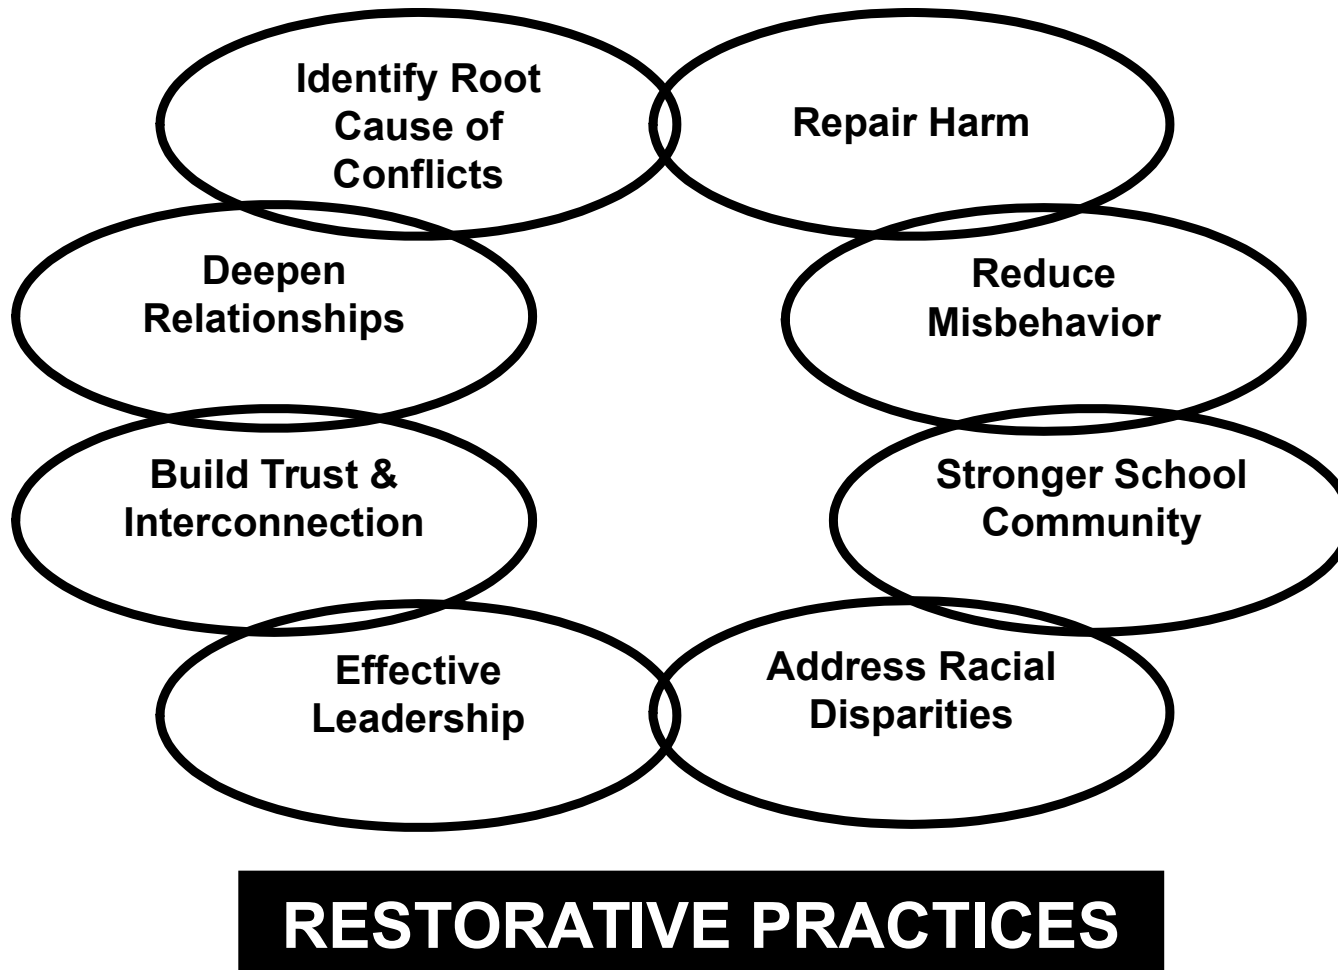 Identify Root
Cause of
Conflicts
Repair Harm
Deepen
Relationships
Reduce
Misbehavior
Build Trust &
Interconnection
Stronger School
Community
Effective
Leadership
Address Racial
Disparities
RESTORATIVE PRACTICES